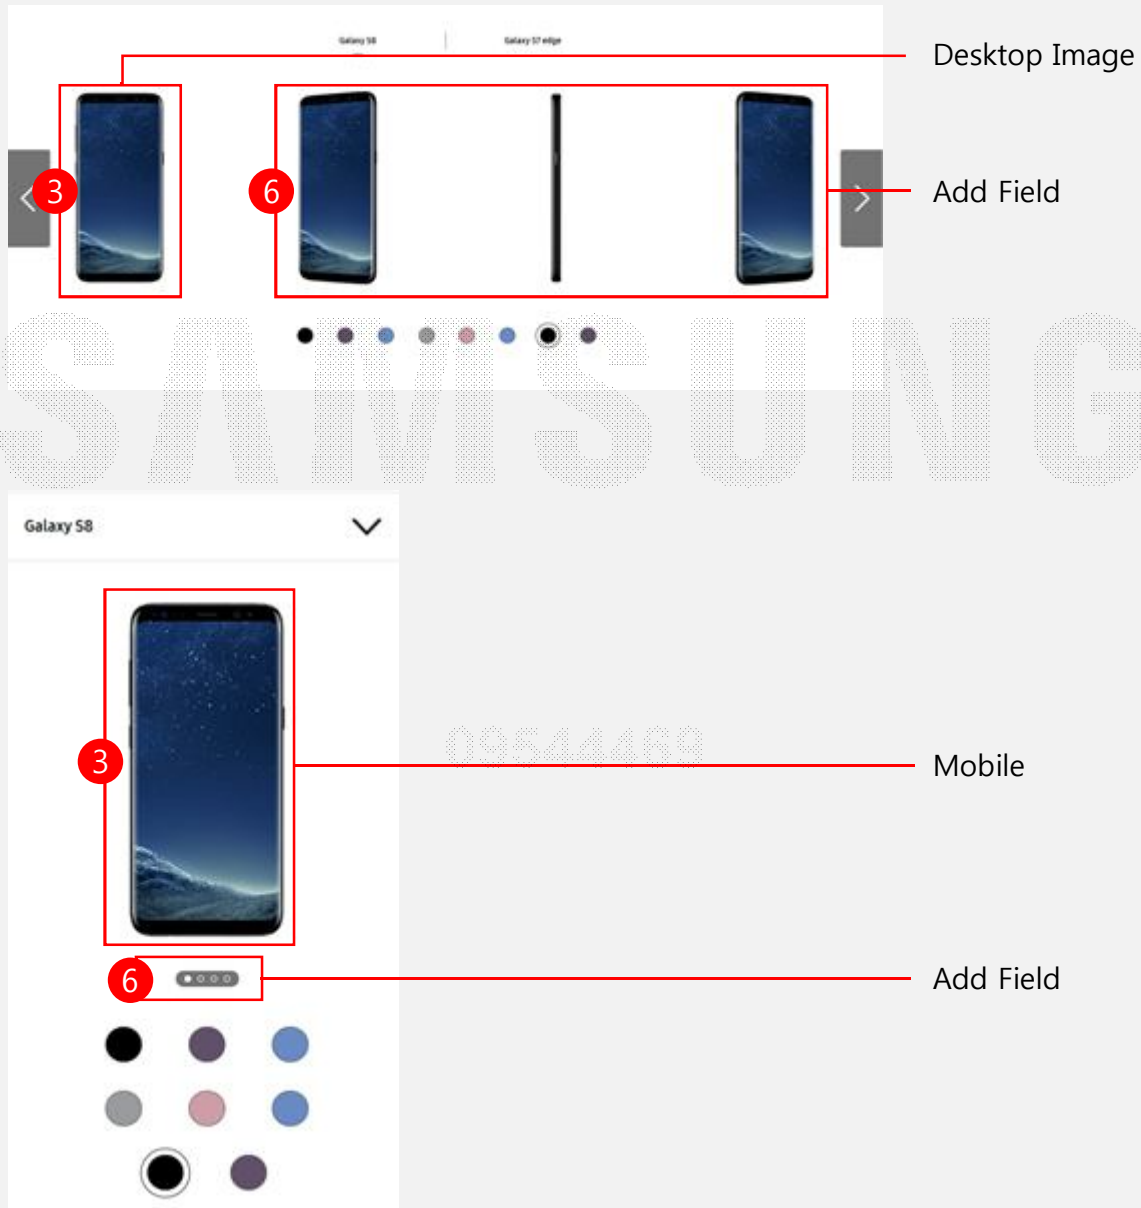 Galaxy S8 Galaxy S7 edge
Desktop Image
3
6
Add Field
SAMSUNG
Galaxy S8
09544469
3
Mobile
6
Add Field